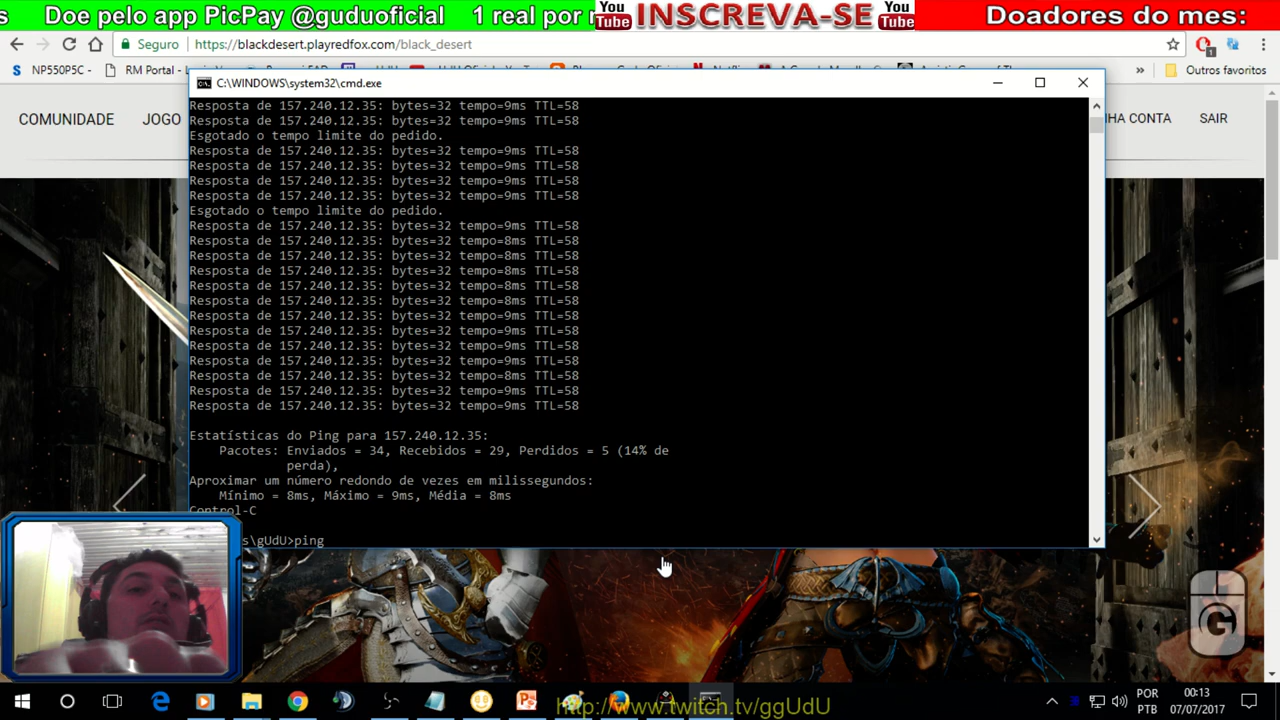 s Doe pelo app PicPay @guduoficial 1 real por m
You Tube INSCREVA-SE You Tube
Doadores do mes:
Seguro https://blackdesert.playredfox.com/black_desert
NP550P5C - RM Portal - Outros favoritos
COMUNIDADE JOGO HA CONTA SAIR
C:\WINDOWS\system32\cmd.exe
Resposta de 157.240.12.35: bytes=32 tempo=9ms TTL=58
Resposta de 157.240.12.35: bytes=32 tempo=9ms TTL=58
Esgotado o tempo limite do pedido.
Resposta de 157.240.12.35: bytes=32 tempo=9ms TTL=58
Resposta de 157.240.12.35: bytes=32 tempo=9ms TTL=58
Resposta de 157.240.12.35: bytes=32 tempo=9ms TTL=58
Resposta de 157.240.12.35: bytes=32 tempo=9ms TTL=58
Esgotado o tempo limite do pedido.
Resposta de 157.240.12.35: bytes=32 tempo=9ms TTL=58
Resposta de 157.240.12.35: bytes=32 tempo=8ms TTL=58
Resposta de 157.240.12.35: bytes=32 tempo=8ms TTL=58
Resposta de 157.240.12.35: bytes=32 tempo=8ms TTL=58
Resposta de 157.240.12.35: bytes=32 tempo=8ms TTL=58
Resposta de 157.240.12.35: bytes=32 tempo=8ms TTL=58
Resposta de 157.240.12.35: bytes=32 tempo=9ms TTL=58
Resposta de 157.240.12.35: bytes=32 tempo=9ms TTL=58
Resposta de 157.240.12.35: bytes=32 tempo=9ms TTL=58
Resposta de 157.240.12.35: bytes=32 tempo=9ms TTL=58
Resposta de 157.240.12.35: bytes=32 tempo=8ms TTL=58
Resposta de 157.240.12.35: bytes=32 tempo=9ms TTL=58
Resposta de 157.240.12.35: bytes=32 tempo=9ms TTL=58
Estatísticas do Ping para 157.240.12.35:
Pacotes: Enviados = 34, Recebidos = 29, Perdidos = 5 (14% de
perda),
Aproximar um número redondo de vezes em milissegundos:
Mínimo = 8ms, Máximo = 9ms, Média = 8ms
Control-C
s\gUdU>ping
http://www.twitch.tv/ggUdU
POR 00:13
PTB 07/07/2017